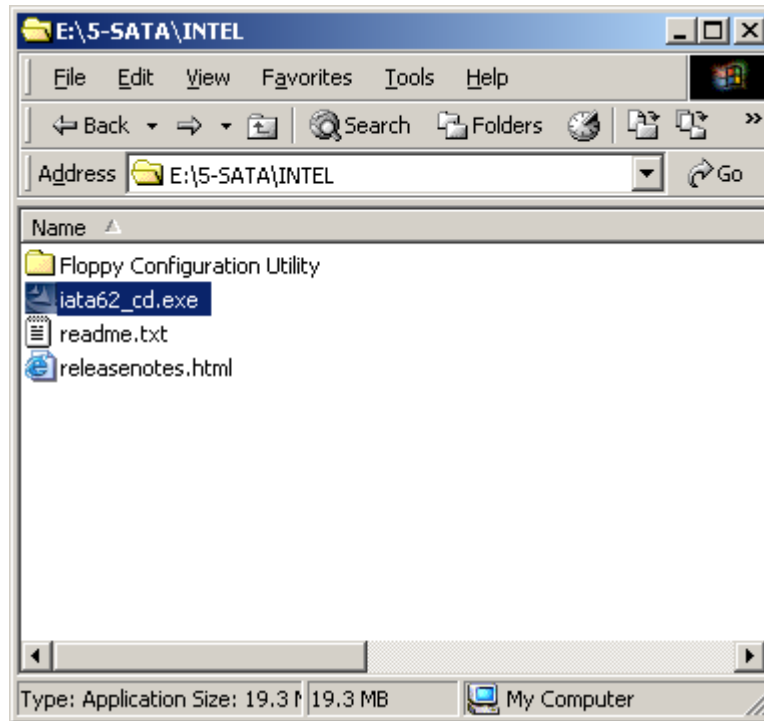 E:\5-SATA\INTEL
File Edit View Favorites Tools Help
Back Search Folders »
Address E:\5-SATA\INTEL Go
Name
Floppy Configuration Utility
iata62_cd.exe
readme.txt
releasenotes.html
Type: Application Size: 19.3 M 19.3 MB My Computer